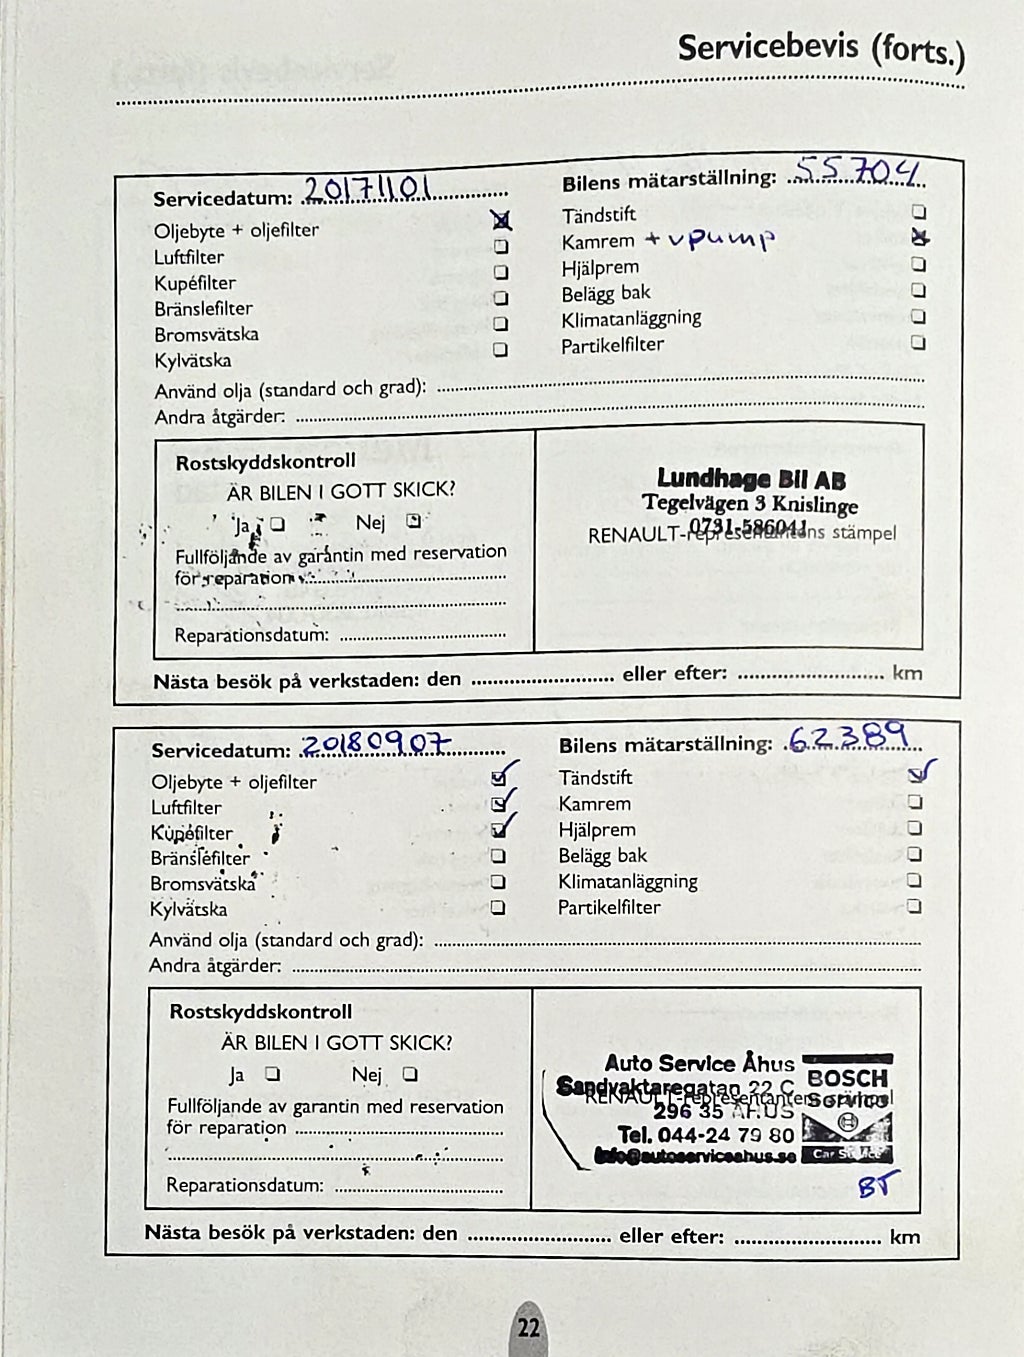 Servicebevis (forts.)
Servicedatum: 20171101 Bilens mätarställning: 55704
Oljebyte + oljefilter Tändstift
Luftfilter Kamrem + vpump
Kupéfilter Hjälprem
Bränslefilter Belägg bak
Bromsvätska Klimatanläggning
Kylvätska Partikelfilter
Använd olja (standard och grad):
Andra åtgärder:
Rostskyddskontroll
ÄR BILEN I GOTT SKICK?
Ja Nej
Fullföljande av garantin med reservation
för reparation
Reparationsdatum:
Lundhage Bil AB
Tegelvägen 3 Knislinge
0731-586041
RENAULT-representantens stämpel
Nästa besök på verkstaden: den eller efter: km
Servicedatum: 20180907 Bilens mätarställning: 62389
Oljebyte + oljefilter Tändstift
Luftfilter Kamrem
Kupéfilter Hjälprem
Bränslefilter Belägg bak
Bromsvätska Klimatanläggning
Kylvätska Partikelfilter
Använd olja (standard och grad):
Andra åtgärder:
Rostskyddskontroll
ÄR BILEN I GOTT SKICK?
Ja Nej
Fullföljande av garantin med reservation
för reparation
Reparationsdatum:
Auto Service Åhus
Sandvaktaregatan 22 C
RENAULT-representantens stämpel
296 35 ÅHUS
Tel. 044-24 79 80
info@autoserviceahus.se
BOSCH
Service
Car Service
BT
Nästa besök på verkstaden: den eller efter: km
22